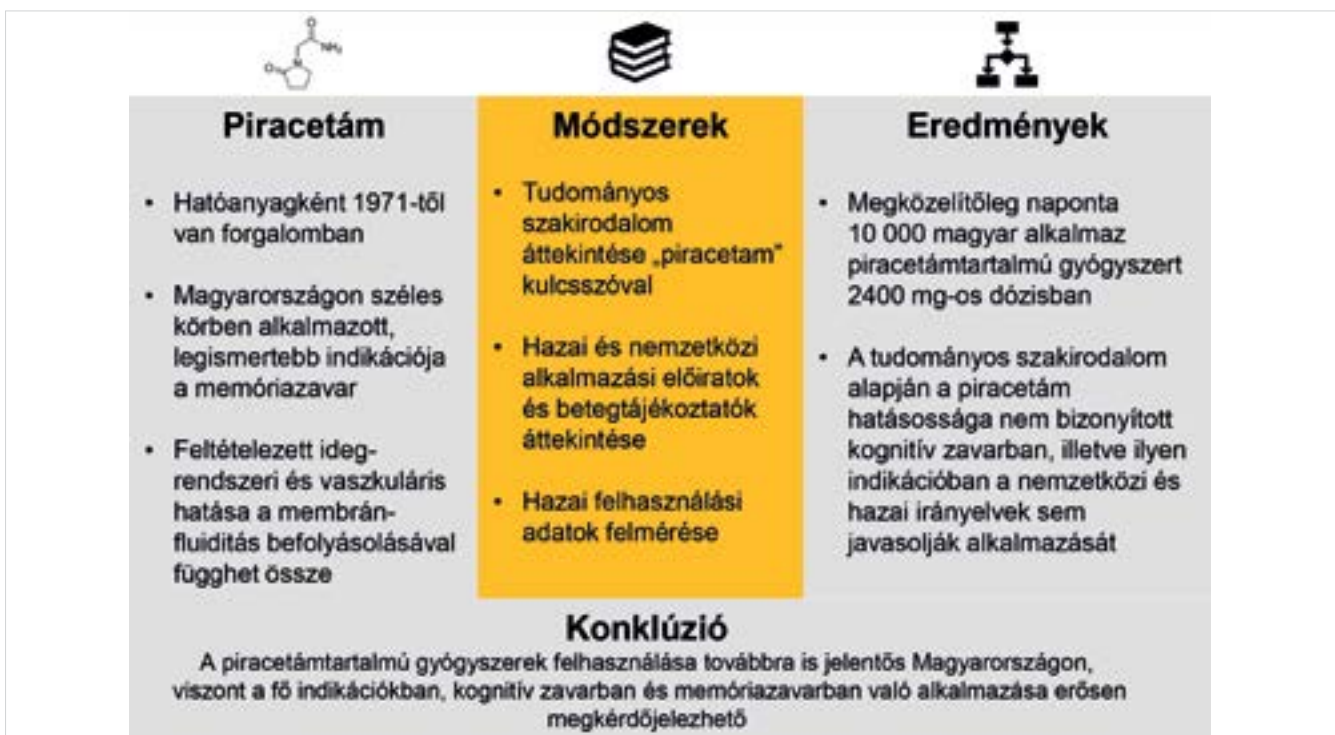 O
NH₂
O
N
Piracetám
• Hatóanyagként 1971-től
van forgalomban
• Magyarországon széles
körben alkalmazott,
legismertebb indikációja
a memóriazavar
• Feltételezett ideg-
rendszeri és vaszkuláris
hatása a membrán-
fluiditás befolyásolásával
függhet össze
Módszerek
• Tudományos
szakirodalom
áttekintése „piracetam”
kulcsszóval
• Hazai és nemzetközi
alkalmazási előiratok
és betegtájékoztatók
áttekintése
• Hazai felhasználási
adatok felmérése
Eredmények
• Megközelítőleg naponta
10 000 magyar alkalmaz
piracetámtartalmú gyógyszert
2400 mg-os dózisban
• A tudományos szakirodalom
alapján a piracetám
hatásossága nem bizonyított
kognitív zavarban, illetve ilyen
indikációban a nemzetközi és
hazai irányelvek sem
javasolják alkalmazását
Konklúzió
A piracetámtartalmú gyógyszerek felhasználása továbbra is jelentős Magyarországon,
viszont a fő indikációkban, kognitív zavarban és memóriazavarban való alkalmazása erősen
megkérdőjelezhető